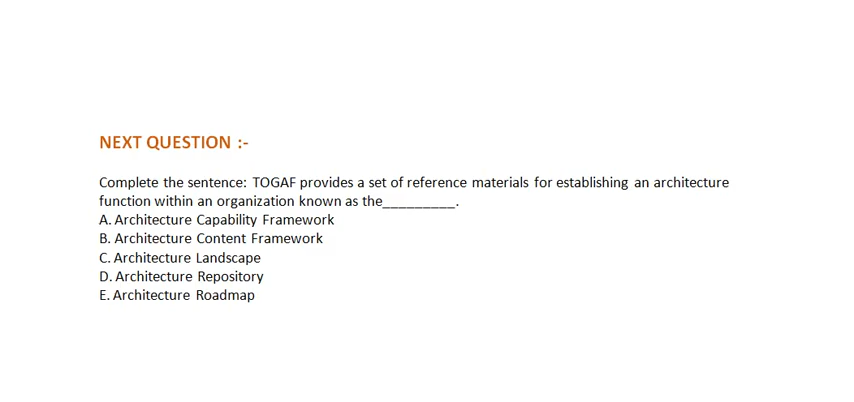 NEXT QUESTION :-
Complete the sentence: TOGAF provides a set of reference materials for establishing an architecture
function within an organization known as the_________.
A. Architecture Capability Framework
B. Architecture Content Framework
C. Architecture Landscape
D. Architecture Repository
E. Architecture Roadmap